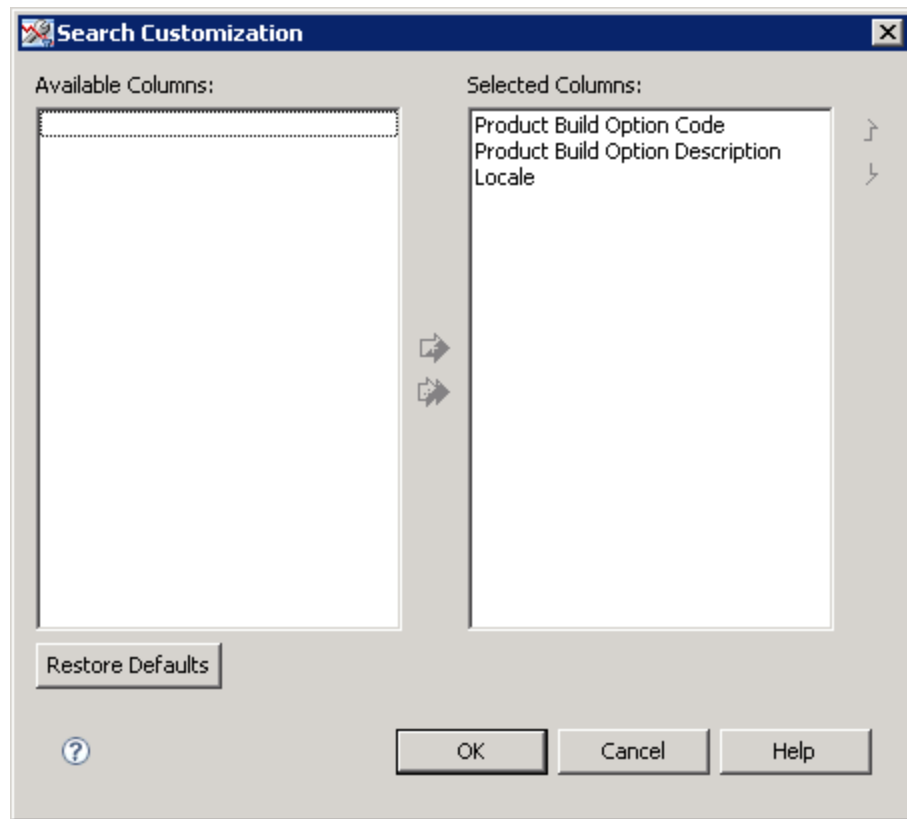 Search Customization
Available Columns:
Selected Columns:
Product Build Option Code
Product Build Option Description
Locale
Restore Defaults
?
OK
Cancel
Help